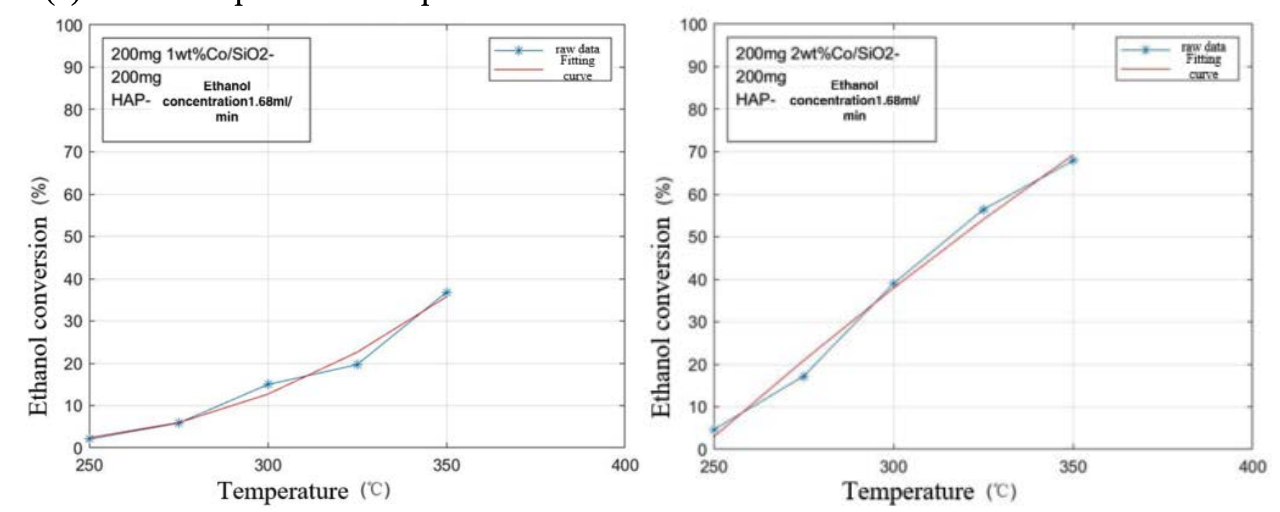 100
90
80
70
60
50
40
30
20
10
0
250
300
350
400
Ethanol conversion (%)
Temperature (℃)
200mg 1wt%Co/SiO2-
200mg
HAP-
Ethanol
concentration1.68ml/
min
raw data
Fitting
curve
100
90
80
70
60
50
40
30
20
10
0
250
300
350
400
Ethanol conversion (%)
Temperature (℃)
200mg 2wt%Co/SiO2-
200mg
HAP-
Ethanol
concentration1.68ml/
min
raw data
Fitting
curve